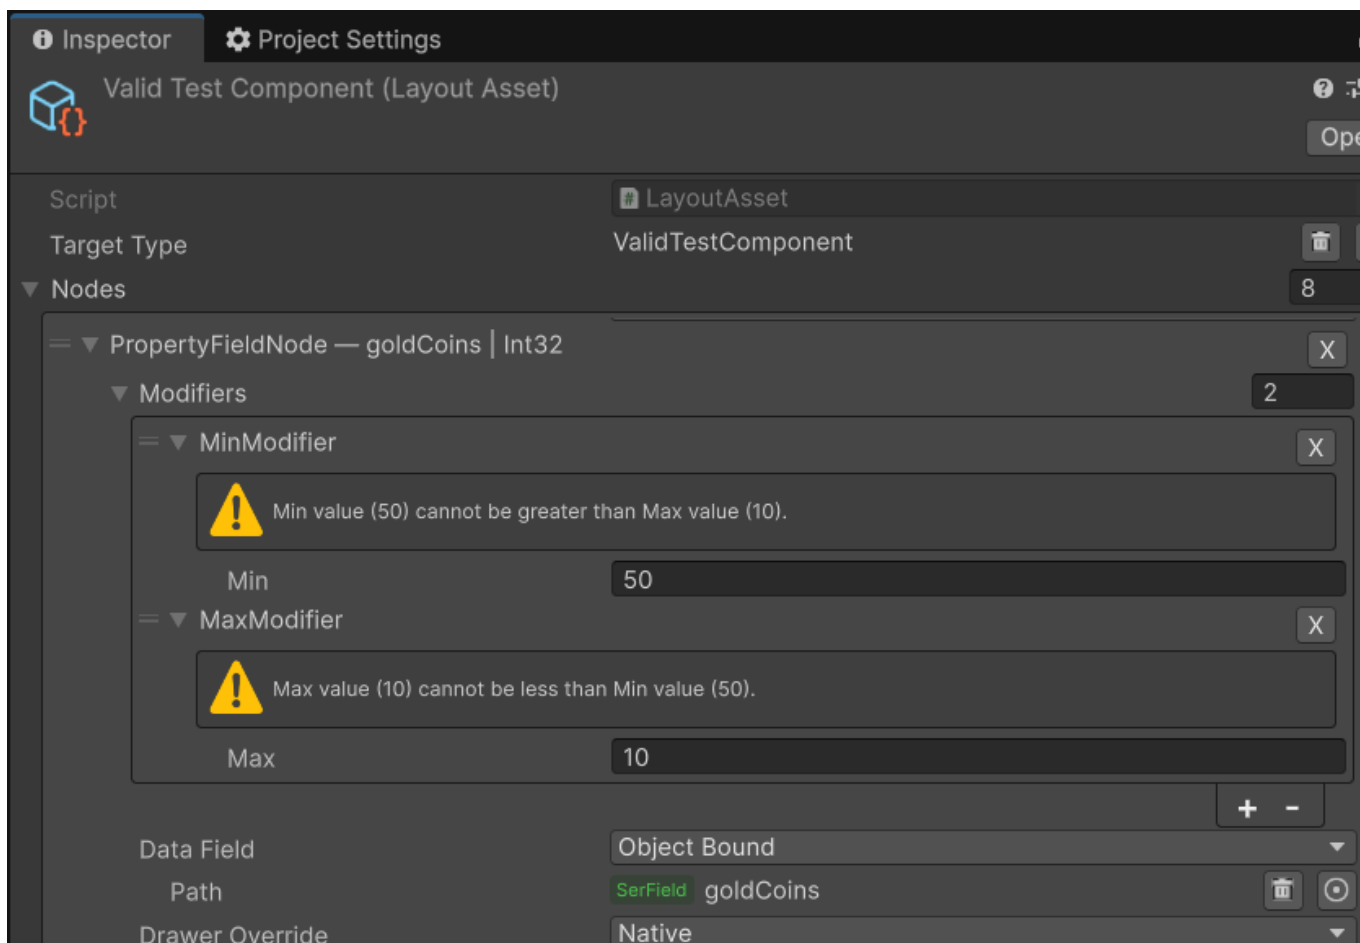 Inspector
Project Settings
Valid Test Component (Layout Asset)
Script
LayoutAsset
Target Type
ValidTestComponent
Nodes
8
PropertyFieldNode — goldCoins | Int32
X
Modifiers
2
MinModifier
X
Min value (50) cannot be greater than Max value (10).
Min
50
MaxModifier
X
Max value (10) cannot be less than Min value (50).
Max
10
Data Field
Object Bound
Path
SerField goldCoins
Drawer Override
Native